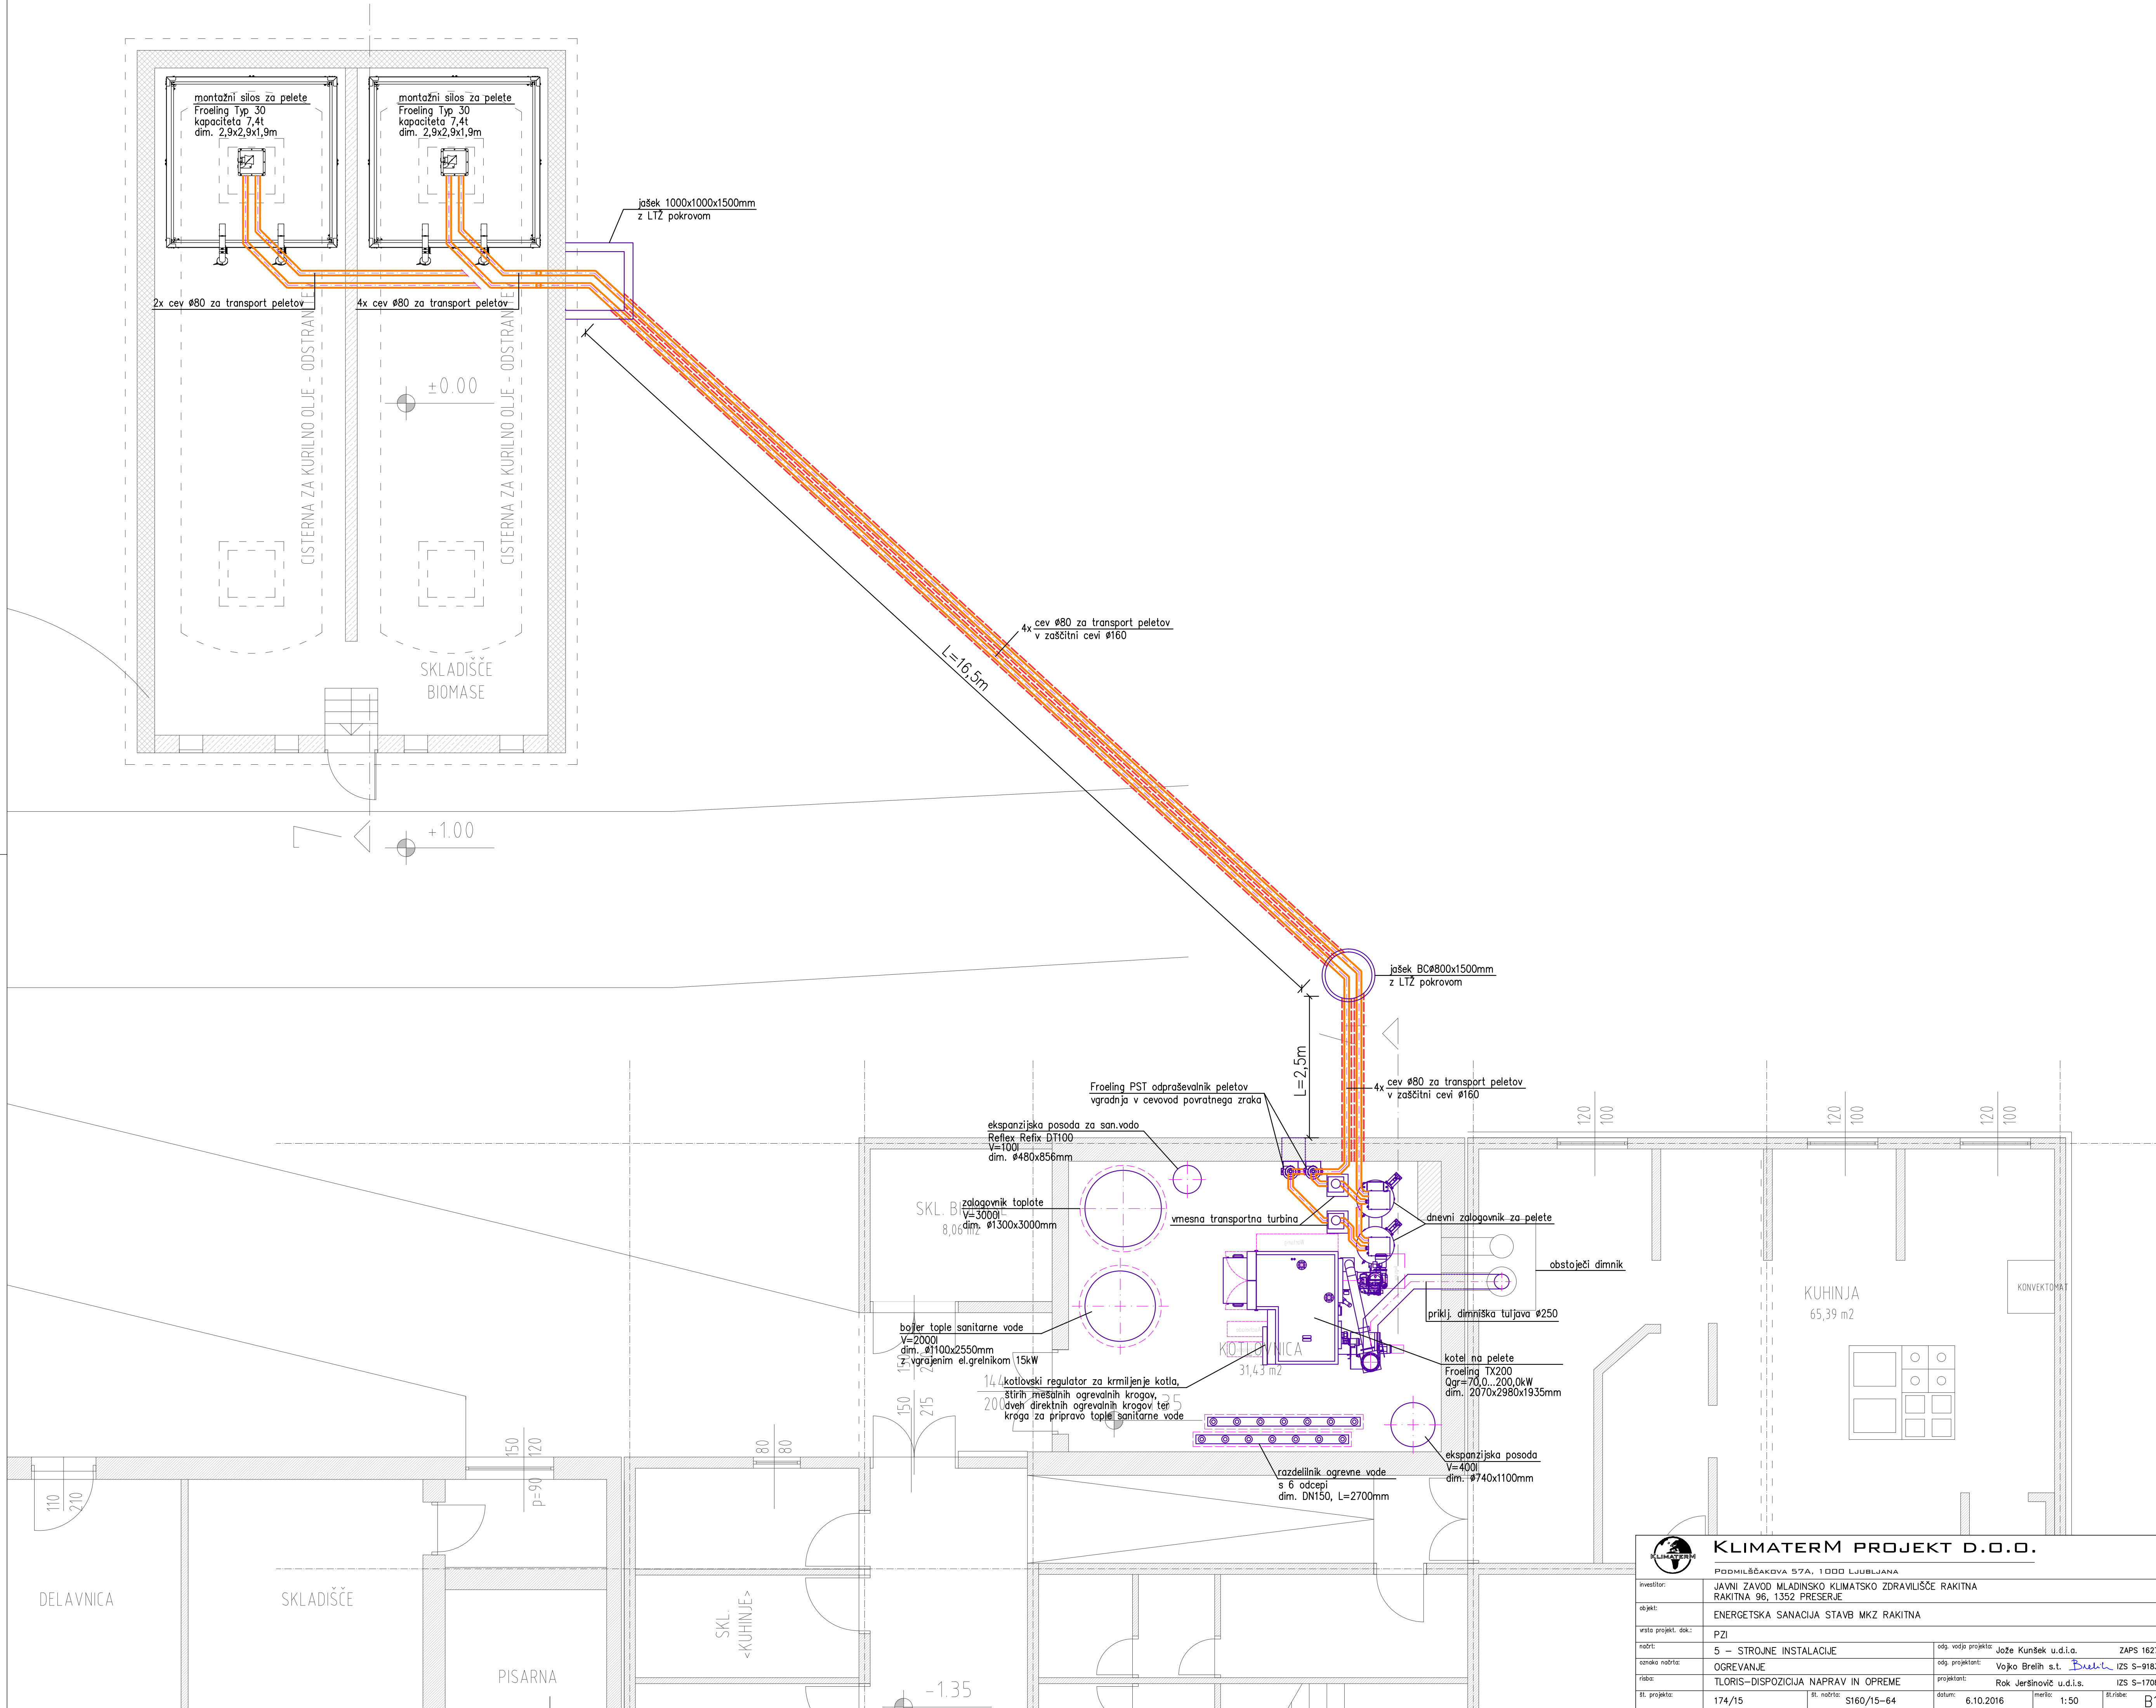 montažni silos za pelete
Froeling Typ 30
kapaciteta 7,4t
dim. 2,9x2,9x1,9m
montažni silos za pelete
Froeling Typ 30
kapaciteta 7,4t
dim. 2,9x2,9x1,9m
jašek 1000x1000x1500mm
z LTŽ pokrovom
2x cev ø80 za transport peletov
4x cev ø80 za transport peletov
CISTERNA ZA KURILNO OLJE - ODSTRANITEV
CISTERNA ZA KURILNO OLJE - ODSTRANITEV
±0.00
4x cev ø80 za transport peletov
v zaščitni cevi ø160
L=16,5m
SKLADIŠČE
BIOMASE
+1.00
jašek BCø800x1500mm
z LTŽ pokrovom
L=2,5m
4x cev ø80 za transport peletov
v zaščitni cevi ø160
Froeling PST odpraševalnik peletov
vgradnja v cevovod povratnega zraka
120
100
120
100
120
100
ekspanzijska posoda za san.vodo
Reflex Refix DT100
V=100l
dim. ø480x856mm
zalogovnik toplote
V=3000l
dim. ø1300x3000mm
8,06 m2
vmesna transportna turbina
dnevni zalogovnik za pelete
obstoječi dimnik
KUHINJA
65,39 m2
KONVEKTOMAT
priklj. dimniška tuljava ø250
bojler tople sanitarne vode
V=2000l
dim. ø1100x2550mm
z vgrajenim el.grelnikom 15kW
KOTLOVNICA
31,43 m2
kotel na pelete
Froeling TX200
Qgr=70,0...200,0kW
dim. 2070x2980x1935mm
kotlovski regulator za krmiljenje kotla,
štirih mešalnih ogrevalnih krogov,
dveh direktnih ogrevalnih krogov ter
kroga za pripravo tople sanitarne vode
150
215
ekspanzijska posoda
V=400l
dim. ø740x1100mm
razdelilnik ogrevne vode
s 6 odcepi
dim. DN150, L=2700mm
150
120
p=90
80
80
110
210
DELAVNICA
SKLADIŠČE
PISARNA
SKL.
<KUHINJE>
-1.35
KLIMATERM
KLIMATERM PROJEKT D.O.O.
PODMILŠČAKOVA 57A, 1000 LJUBLJANA
investitor: JAVNI ZAVOD MLADINSKO KLIMATSKO ZDRAVILIŠČE RAKITNA
RAKITNA 96, 1352 PRESERJE
objekt: ENERGETSKA SANACIJA STAVB MKZ RAKITNA
vrsta projekt. dok.: PZI
načrt: 5 – STROJNE INSTALACIJE odg. vodja projekta: Jože Kunšek u.d.i.a. ZAPS 1627
oznaka načrta: OGREVANJE odg. projektant: Vojko Brelih s.t. Brelih IZS S-918
risba: TLORIS-DISPOZICIJA NAPRAV IN OPREME projektant: Rok Jeršinovič u.d.i.s. IZS S-1
št. projekta: 174/15 št. načrta: S160/15-64 datum: 6.10.2016 merilo: 1:50 št.risbe: